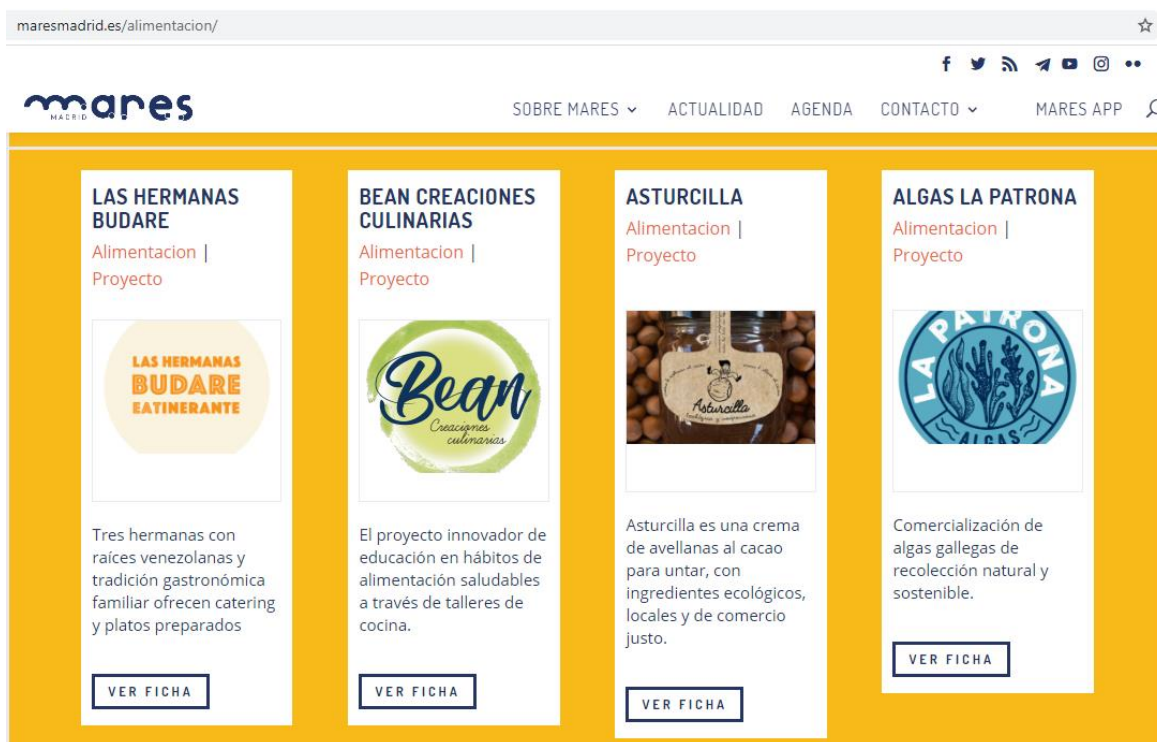 maresmadrid.es/alimentacion/
mares
MADRID
SOBRE MARES
ACTUALIDAD
AGENDA
CONTACTO
MARES APP
LAS HERMANAS
BUDARE
Alimentacion |
Proyecto
LAS HERMANAS
BUDARE
EATINERANTE
Tres hermanas con
raíces venezolanas y
tradición gastronómica
familiar ofrecen catering
y platos preparados
VER FICHA
BEAN CREACIONES
CULINARIAS
Alimentacion |
Proyecto
Bean
Creaciones
culinarias
El proyecto innovador de
educación en hábitos de
alimentación saludables
a través de talleres de
cocina.
VER FICHA
ASTURCILLA
Alimentacion |
Proyecto
Asturcilla
Asturcilla es una crema
de avellanas al cacao
para untar, con
ingredientes ecológicos,
locales y de comercio
justo.
VER FICHA
ALGAS LA PATRONA
Alimentacion |
Proyecto
LA PATRONA
ALGAS
Comercialización de
algas gallegas de
recolección natural y
sostenible.
VER FICHA